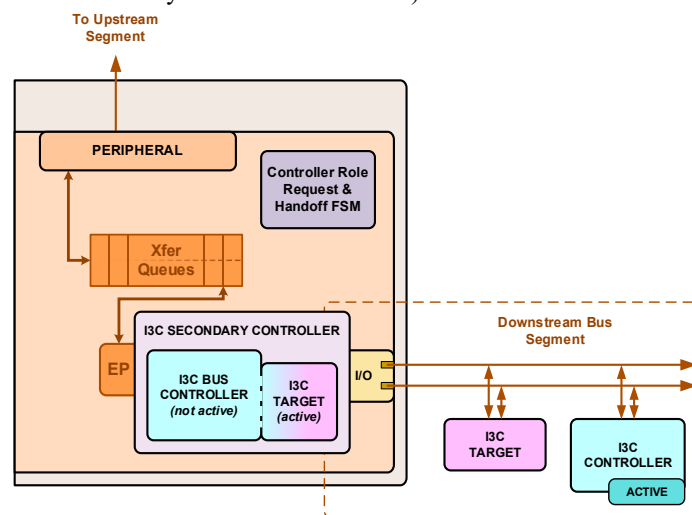 To Upstream
Segment
PERIPHERAL
Controller Role
Request &
Handoff FSM
Xfer
Queues
I3C SECONDARY CONTROLLER
Downstream Bus
Segment
EP
I3C BUS
CONTROLLER
(not active)
I3C
TARGET
(active)
I/O
I3C
TARGET
I3C
CONTROLLER
ACTIVE